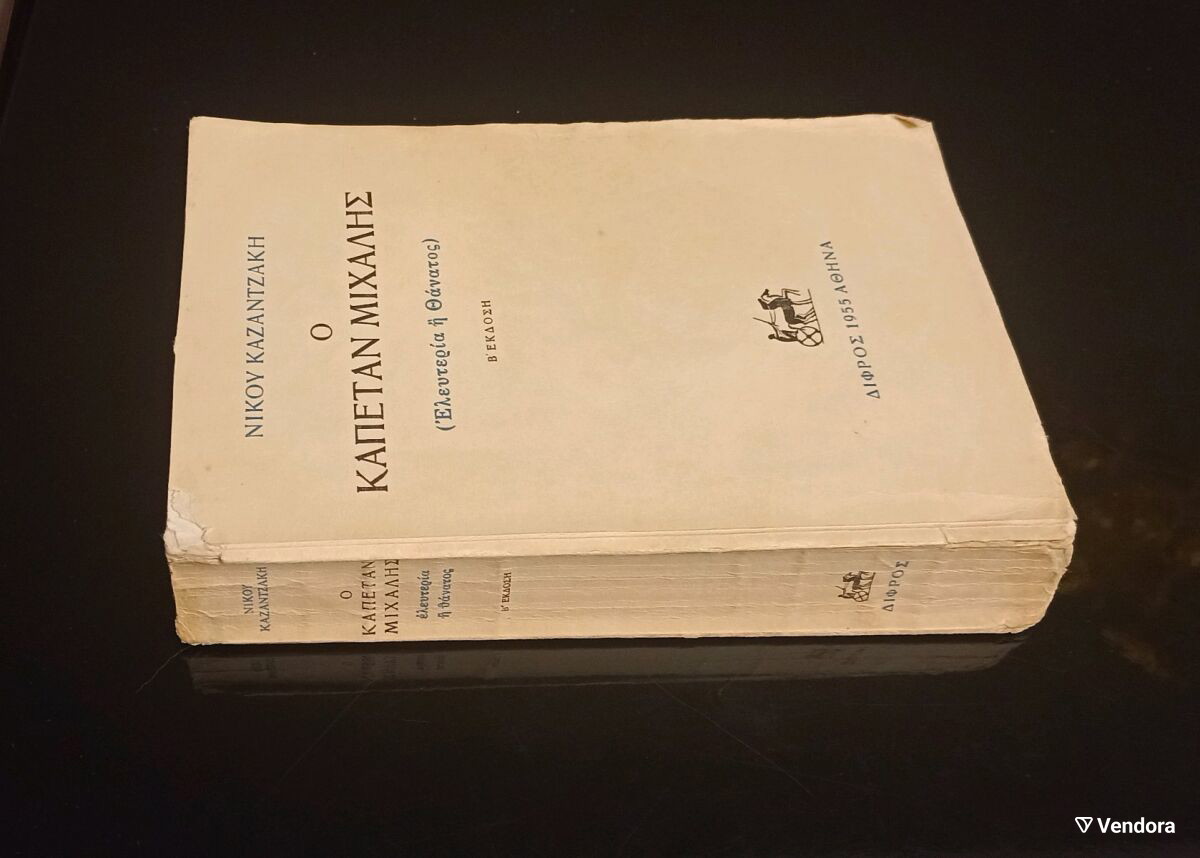 ΝΙΚΟΥ ΚΑΖΑΝΤΖΑΚΗ
Ο
ΚΑΠΕΤΑΝ ΜΙΧΑΛΗΣ
(Ἐλευτερία ἤ Θάνατος)
Β΄ ΕΚΔΟΣΗ
ΔΙΦΡΟΣ 1955 ΑΘΗΝΑ
ΝΙΚΟΥ
ΚΑΖΑΝΤΖΑΚΗ
Ο
ΚΑΠΕΤΑΝ
ΜΙΧΑΛΗΣ
ἐλευτερία
ἤ θάνατος
Β΄ ΕΚΔΟΣΗ
ΔΙΦΡΟΣ
Vendora